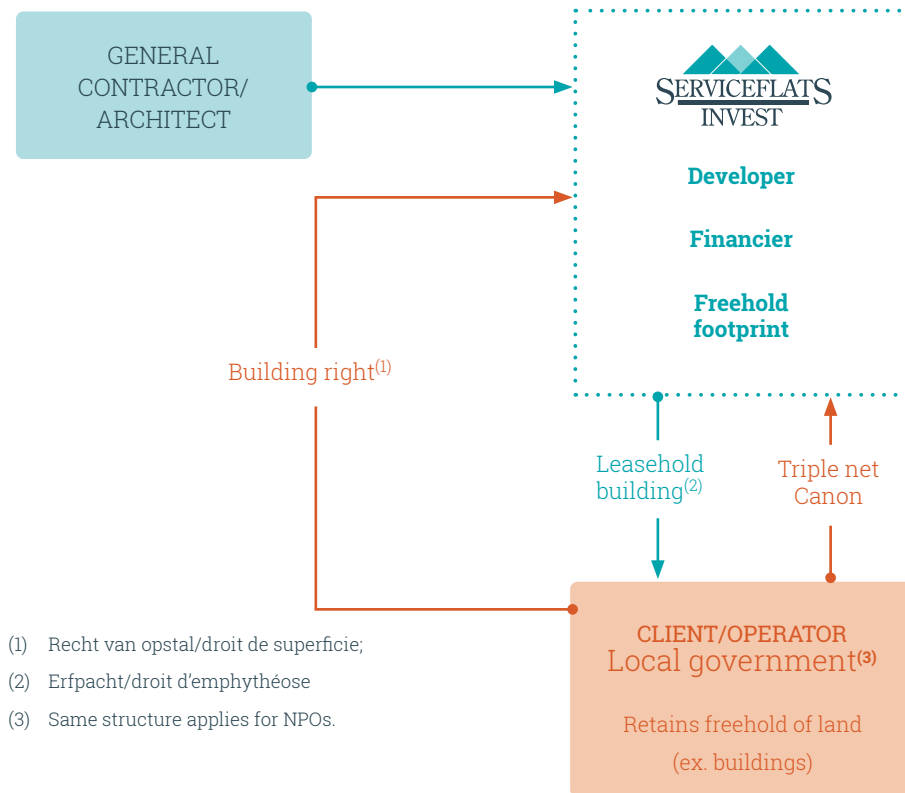 GENERAL
CONTRACTOR/
ARCHITECT
SERVICEFLATS
INVEST
Developer
Financier
Freehold
footprint
Building right(1)
Leasehold
building(2)
Triple net
Canon
CLIENT/OPERATOR
Local government(3)
Retains freehold of land
(ex. buildings)
(1) Recht van opstal/droit de superficie;
(2) Erfpacht/droit d'emphythéose
(3) Same structure applies for NPOs.